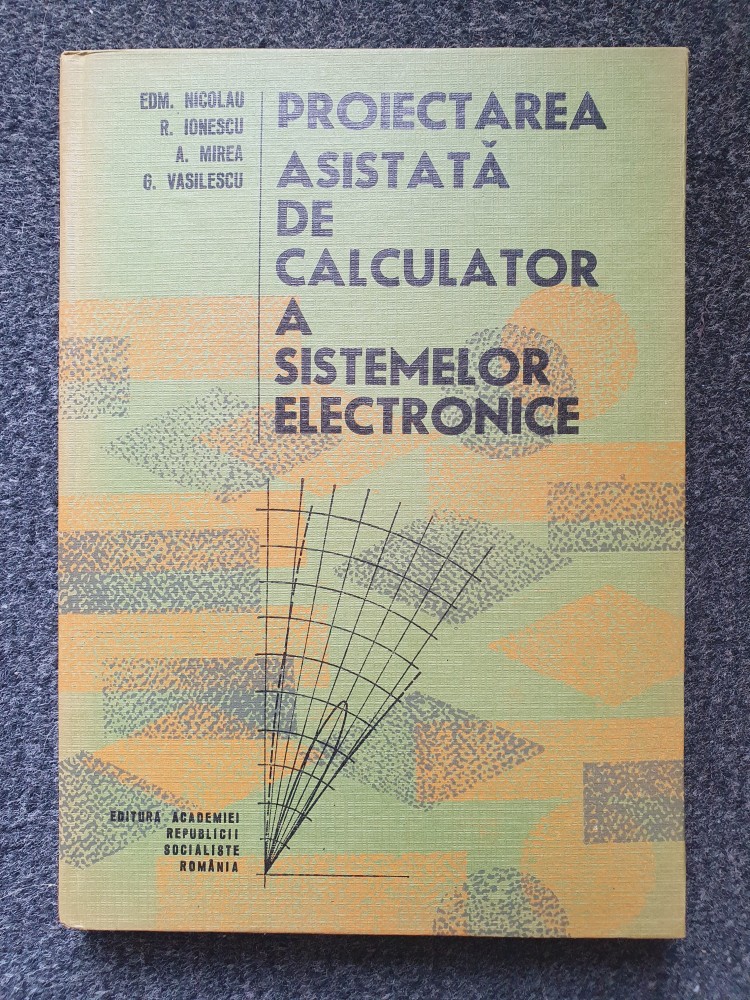 EDM. NICOLAU
R. IONESCU
A. MIREA
G. VASILESCU
PROIECTAREA
ASISTATĂ
DE
CALCULATOR
A
SISTEMELOR
ELECTRONICE
EDITURA ACADEMIEI
REPUBLICII
SOCIALISTE
ROMÂNIA